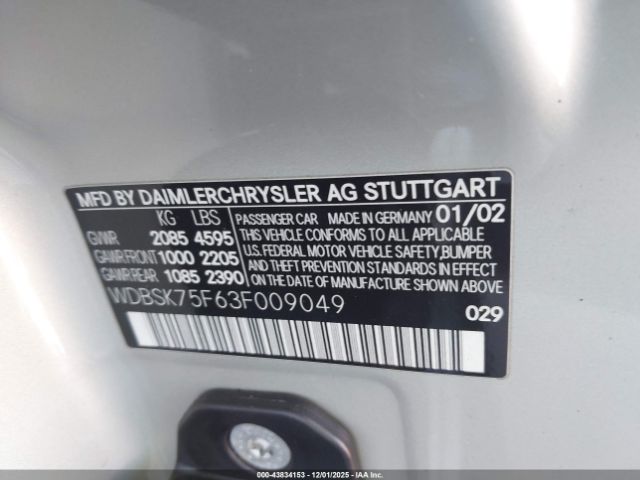 MFD BY DAIMLERCHRYSLER AG STUTTGART
KG LBS PASSENGER CAR MADE IN GERMANY 01/02
GVWR 2085 4595 THIS VEHICLE CONFORMS TO ALL APPLICABLE
GAWR FRONT 1000 2205 U.S. FEDERAL MOTOR VEHICLE SAFETY, BUMPER
GAWR REAR 1085 2390 AND THEFT PREVENTION STANDARDS IN EFFECT
ON THE DATE OF MANUFACTURE SHOWN ABOVE
WDBSK75F63F009049
029
000-43834153 • 12/01/2025 • IAA Inc.